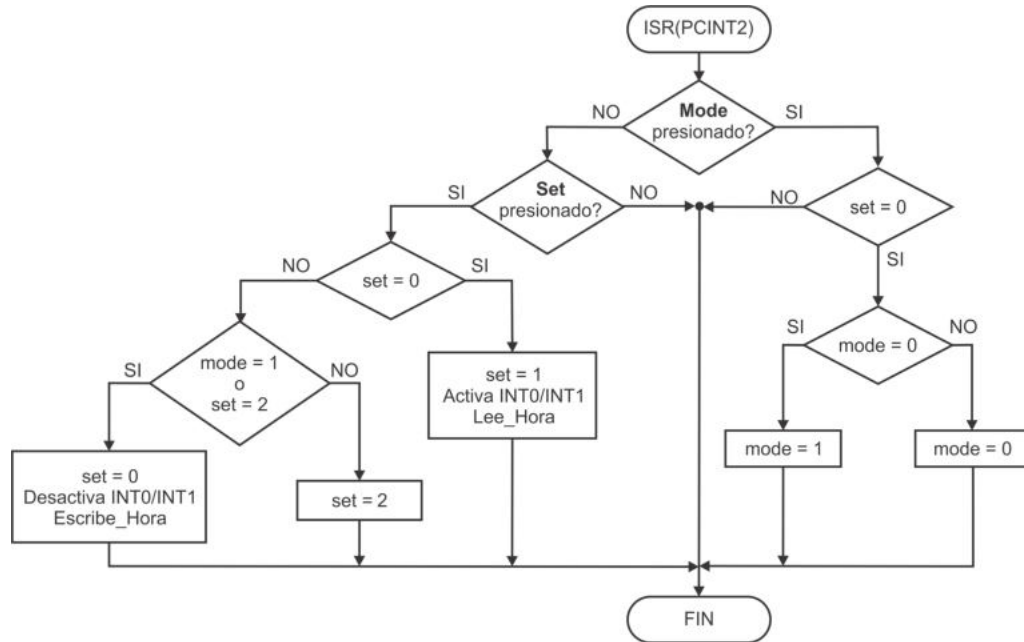 ISR(PCINT2)
NO
Mode
presionado?
SI
SI
Set
presionado?
NO
NO
set = 0
NO
set = 0
SI
SI
SI
mode = 0
NO
SI
mode = 1
o
set = 2
NO
set = 1
Activa INT0/INT1
Lee_Hora
mode = 1
mode = 0
set = 0
Desactiva INT0/INT1
Escribe_Hora
set = 2
FIN